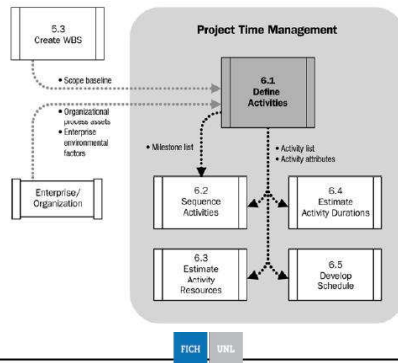 5.3
Create WBS
Project Time Management
6.1
Define
Activities
• Scope baseline
• Organizational
process assets
• Enterprise
environmental
factors
• Milestone list
• Activity list
• Activity attributes
Enterprise/
Organization
6.2
Sequence
Activities
6.4
Estimate
Activity Durations
6.3
Estimate
Activity
Resources
6.5
Develop
Schedule
FICH UNL